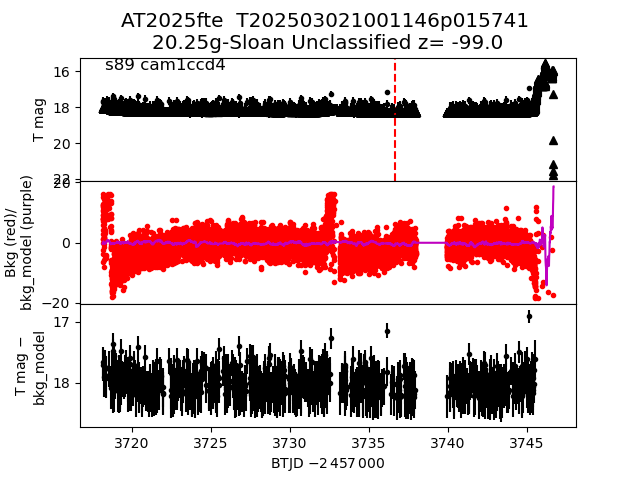 AT2025fte  T202503021001146p015741
20.25g-Sloan Unclassified z= -99.0
s89 cam1ccd4
16
18
20
22
T mag
20
0
−20
Bkg (red)/
bkg_model (purple)
17
18
T mag −
bkg_model
3720
3725
3730
3735
3740
3745
BTJD −2 457 000